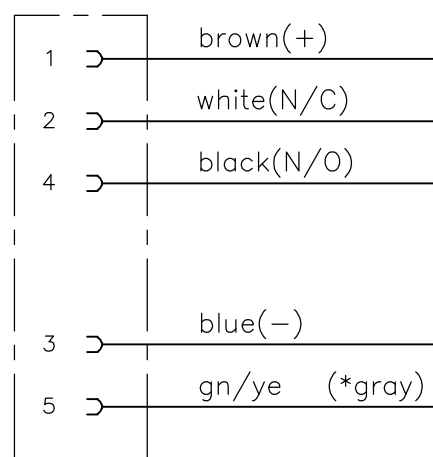 1 brown(+)
2 white(N/C)
4 black(N/O)
3 blue(-)
5 gn/ye (*gray)